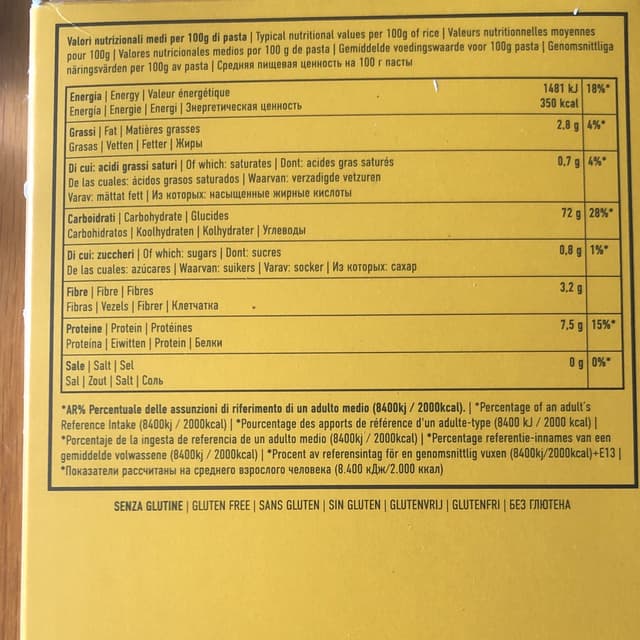 Valori nutrizionali medi per 100g di pasta | Typical nutritional values per 100g of rice | Valeurs nutritionnelles moyennes
pour 100g | Valores nutricionales medios por 100 g de pasta | Gemiddelde voedingswaarde voor 100g pasta | Genomsnittliga
näringsvärden per 100g av pasta | Средняя пищевая ценность на 100 г пасты
Energia | Energy | Valeur énergétique 1481 kJ 18%*
Energía | Energie | Energi | Энергетическая ценность 350 kcal
Grassi | Fat | Matières grasses 2,8 g 4%*
Grasas | Vetten | Fetter | Жиры
Di cui: acidi grassi saturi | Of which: saturates | Dont: acides gras saturés 0,7 g 4%*
De las cuales: ácidos grasos saturados | Waarvan: verzadigde vetzuren
Varav: mättat fett | Из которых: насыщенные жирные кислоты
Carboidrati | Carbohydrate | Glucides 72 g 28%*
Carbohidratos | Koolhydraten | Kolhydrater | Углеводы
Di cui: zuccheri | Of which: sugars | Dont: sucres 0,8 g 1%*
De las cuales: azúcares | Waarvan: suikers | Varav: socker | Из которых: сахар
Fibre | Fibre | Fibres 3,2 g
Fibras | Vezels | Fibrer | Клетчатка
Proteine | Protein | Protéines 7,5 g 15%*
Proteína | Eiwitten | Protein | Белки
Sale | Salt | Sel 0 g 0%*
Sal | Zout | Salt | Соль
*AR% Percentuale delle assunzioni di riferimento di un adulto medio (8400kj / 2000kcal). | *Percentage of an adult's
Reference Intake (8400kj / 2000kcal) | *Pourcentage des apports de référence d'un adulte-type (8400 kJ / 2000 kcal) |
*Porcentaje de la ingesta de referencia de un adulto medio (8400kj / 2000kcal) | *Percentage referentie-innames van een
gemiddelde volwassene (8400kj / 2000kcal) | *Procent av referensintag för en genomsnittlig vuxen (8400kj/2000kcal)+E13 |
*Показатели рассчитаны на среднего взрослого человека (8.400 кДж/2.000 ккал)
SENZA GLUTINE | GLUTEN FREE | SANS GLUTEN | SIN GLUTEN | GLUTENVRIJ | GLUTENFRI | БЕЗ ГЛЮТЕНА